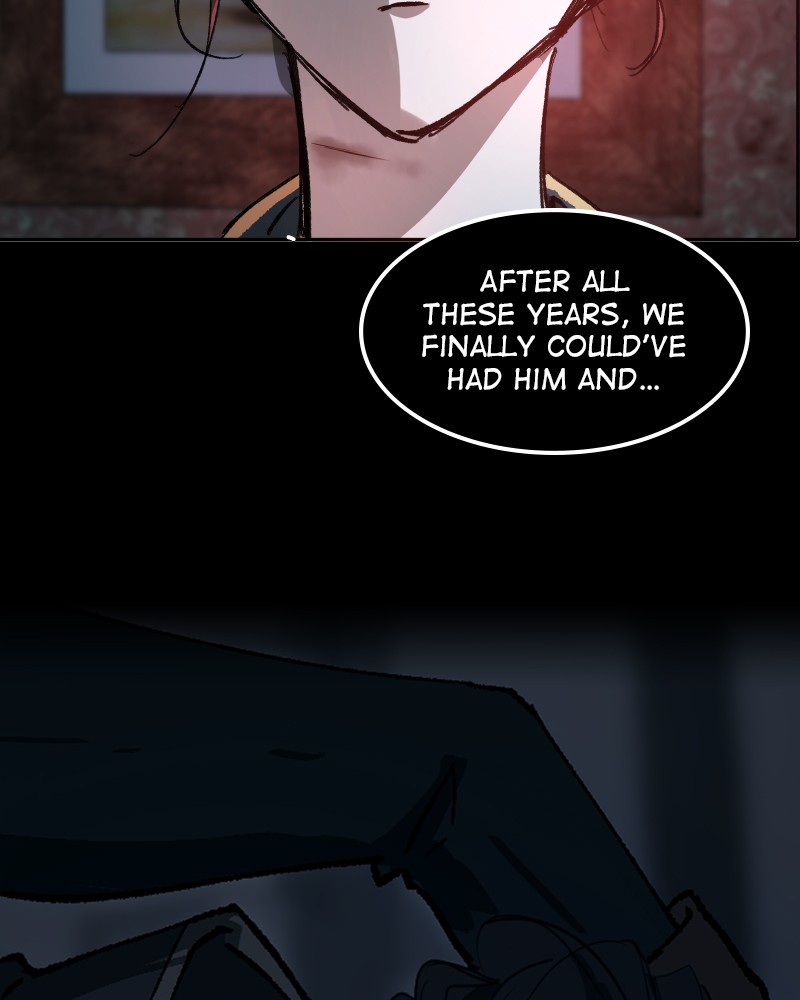 AFTER ALL
THESE YEARS, WE
FINALLY COULD'VE
HAD HIM AND...